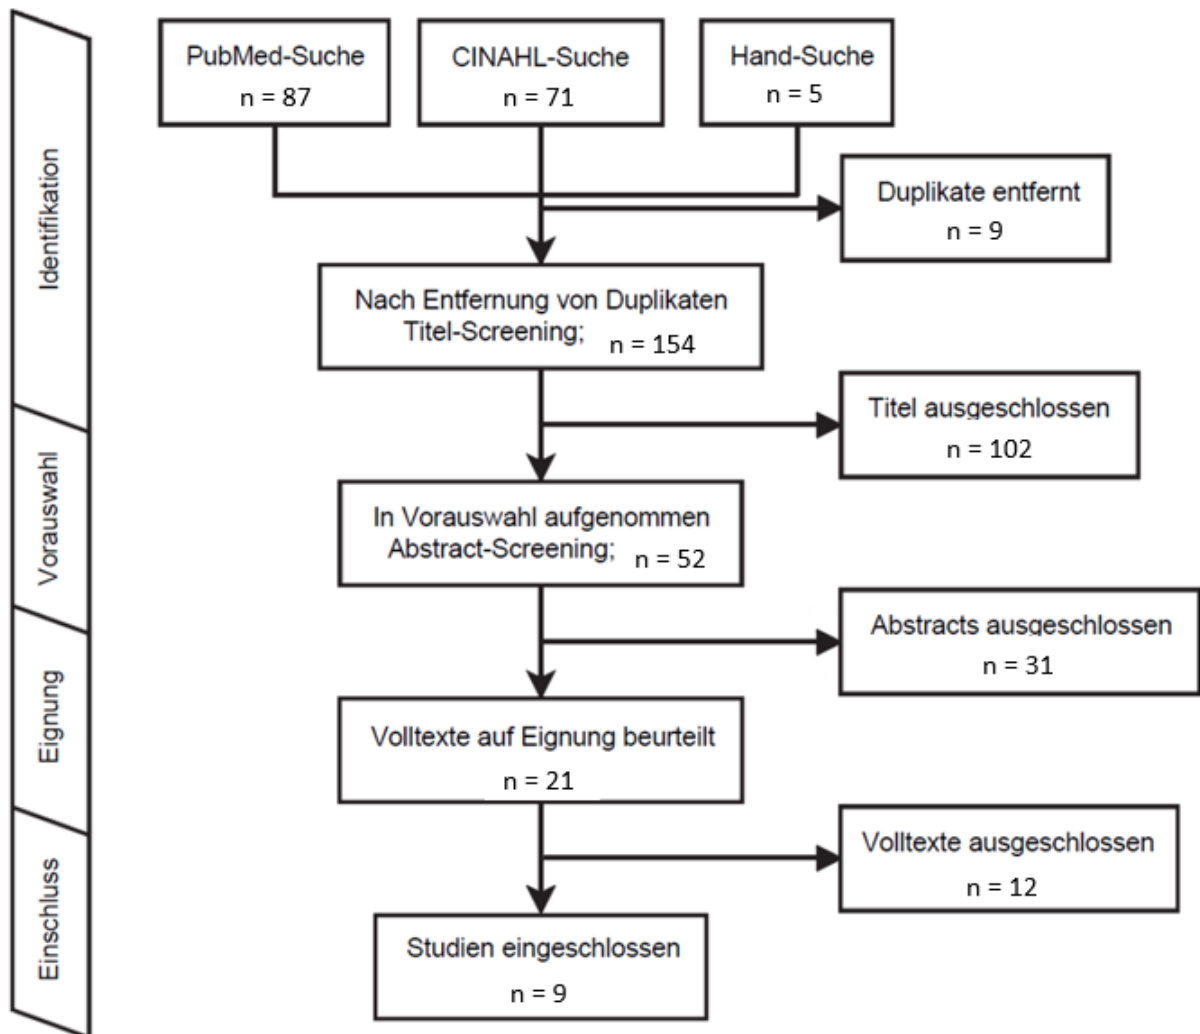 PubMed-Suche
n = 87
CINAHL-Suche
n = 71
Hand-Suche
n = 5
Identifikation
Duplikate entfernt
n = 9
Nach Entfernung von Duplikaten
Titel-Screening; n = 154
Titel ausgeschlossen
n = 102
Vorauswahl
In Vorauswahl aufgenommen
Abstract-Screening; n = 52
Abstracts ausgeschlossen
n = 31
Eignung
Volltexte auf Eignung beurteilt
n = 21
Volltexte ausgeschlossen
n = 12
Einschluss
Studien eingeschlossen
n = 9